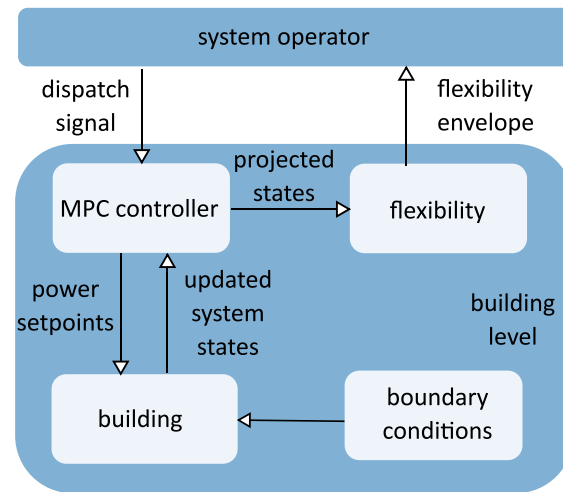 system operator
dispatch
signal
flexibility
envelope
projected
states
MPC controller
flexibility
power
setpoints
updated
system
states
building
level
building
boundary
conditions